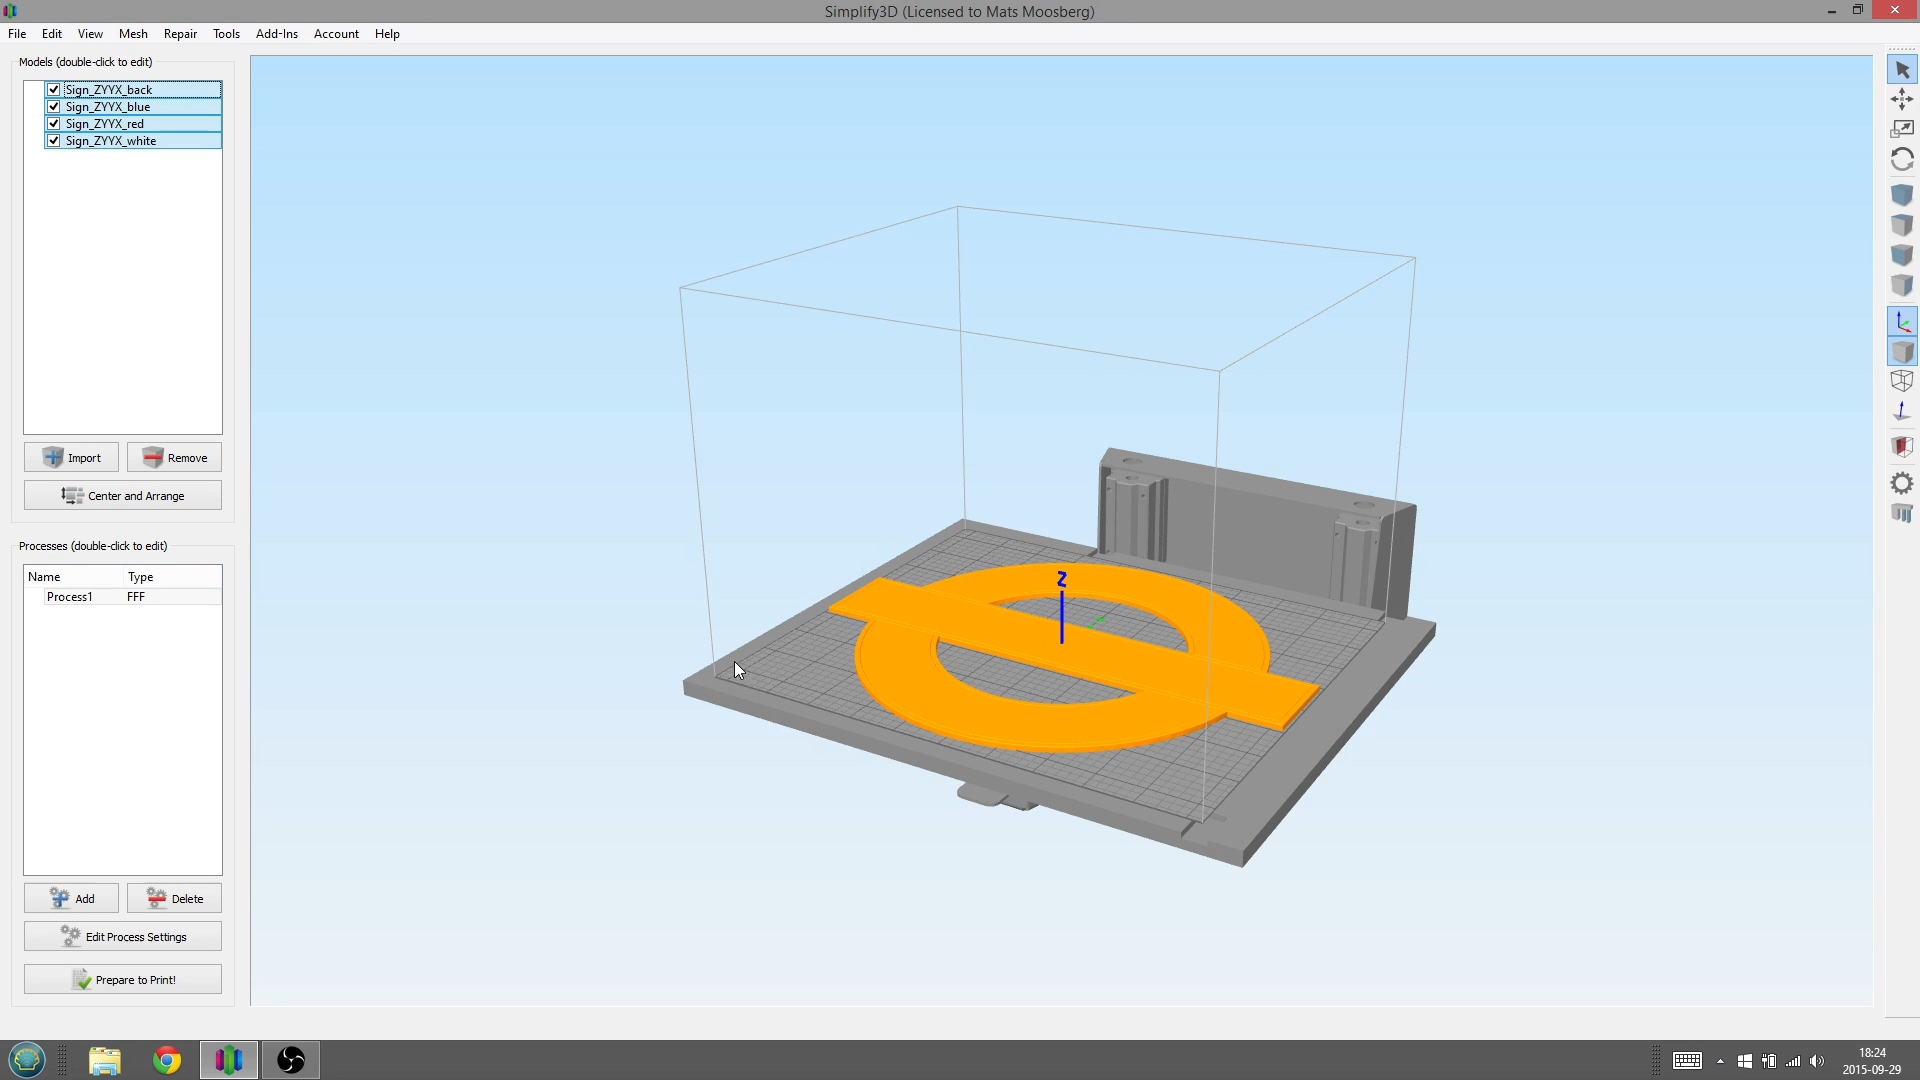 Simplify3D (Licensed to Mats Moosberg)
File Edit View Mesh Repair Tools Add-Ins Account Help
Models (double-click to edit)
Sign_ZYYX_back
Sign_ZYYX_blue
Sign_ZYYX_red
Sign_ZYYX_white
Import Remove
Center and Arrange
Processes (double-click to edit)
Name Type
Process1 FFF
Add Delete
Edit Process Settings
Prepare to Print!
Z
18:24
2015-09-29